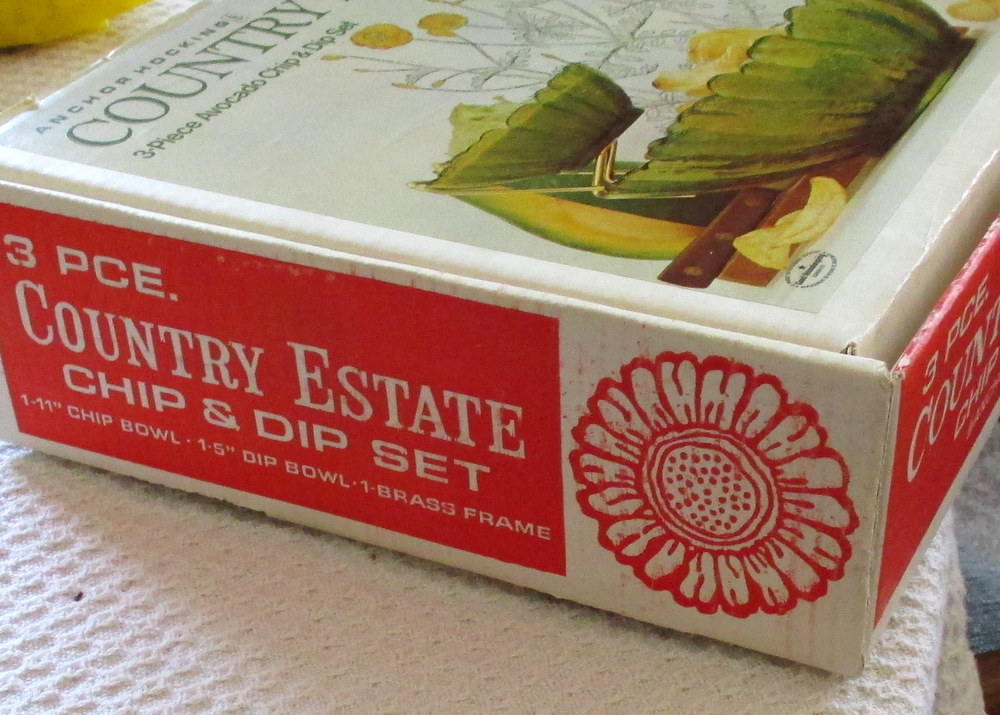 ANCHOR HOCKING
COUNTRY
3-Piece Avocado Chip & Dip Set
3 PCE.
COUNTRY ESTATE
CHIP & DIP SET
1-11" CHIP BOWL · 1-5" DIP BOWL · 1-BRASS FRAME
3 PCE.